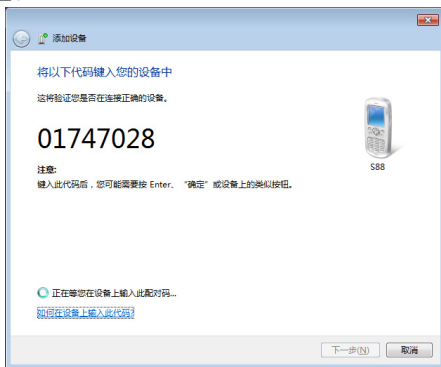 添加设备
将以下代码键入您的设备中
这将验证您是否在连接正确的设备。
01747028
S88
注意:
键入此代码后，您可能需要按 Enter、 “确定” 或设备上的类似按钮。
正在等您在设备上输入此配对码...
如何在设备上输入此代码?
下一步(N) 取消